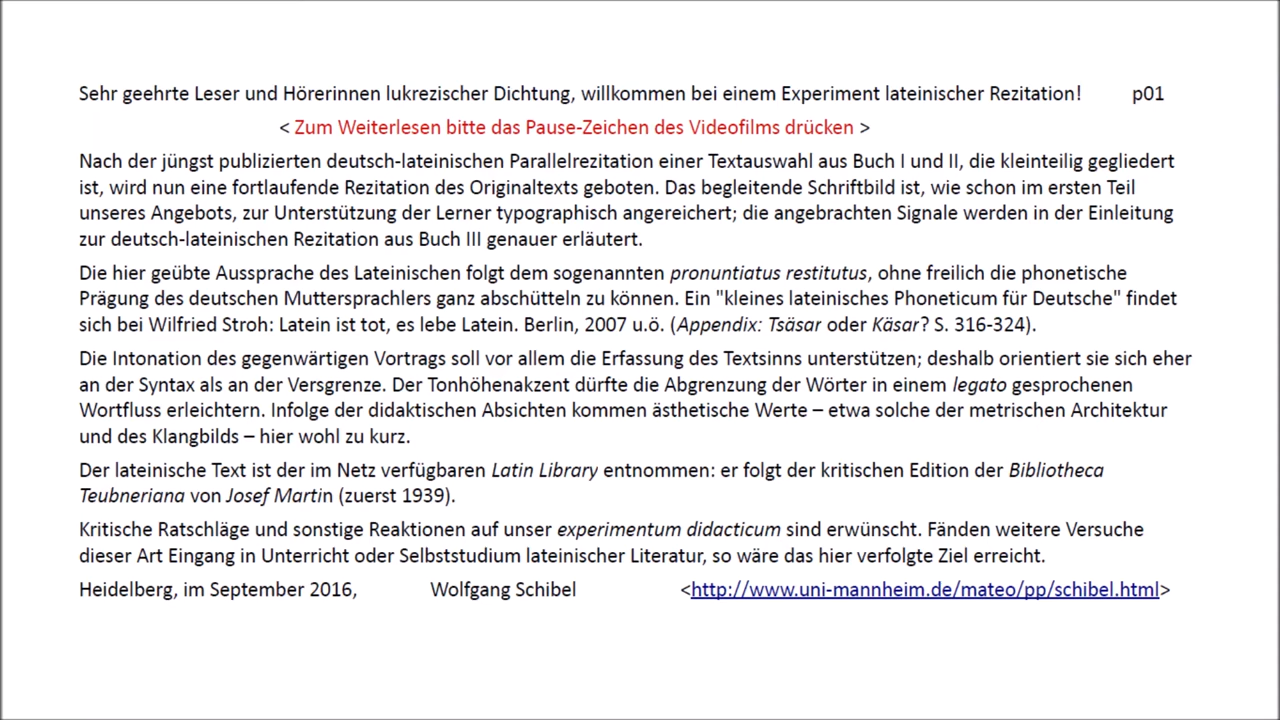 Sehr geehrte Leser und Hörerinnen lukrezischer Dichtung, willkommen bei einem Experiment lateinischer Rezitation! p01
< Zum Weiterlesen bitte das Pause-Zeichen des Videofilms drücken >
Nach der jüngst publizierten deutsch-lateinischen Parallelrezitation einer Textauswahl aus Buch I und II, die kleinteilig gegliedert
ist, wird nun eine fortlaufende Rezitation des Originaltexts geboten. Das begleitende Schriftbild ist, wie schon im ersten Teil
unseres Angebots, zur Unterstützung der Lerner typographisch angereichert; die angebrachten Signale werden in der Einleitung
zur deutsch-lateinischen Rezitation aus Buch III genauer erläutert.
Die hier geübte Aussprache des Lateinischen folgt dem sogenannten pronuntiatus restitutus, ohne freilich die phonetische
Prägung des deutschen Muttersprachlers ganz abschütteln zu können. Ein "kleines lateinisches Phoneticum für Deutsche" findet
sich bei Wilfried Stroh: Latein ist tot, es lebe Latein. Berlin, 2007 u.ö. (Appendix: Tsäsar oder Käsar? S. 316-324).
Die Intonation des gegenwärtigen Vortrags soll vor allem die Erfassung des Textsinns unterstützen; deshalb orientiert sie sich eher
an der Syntax als an der Versgrenze. Der Tonhöhenakzent dürfte die Abgrenzung der Wörter in einem legato gesprochenen
Wortfluss erleichtern. Infolge der didaktischen Absichten kommen ästhetische Werte – etwa solche der metrischen Architektur
und des Klangbilds – hier wohl zu kurz.
Der lateinische Text ist der im Netz verfügbaren Latin Library entnommen: er folgt der kritischen Edition der Bibliotheca
Teubneriana von Josef Martin (zuerst 1939).
Kritische Ratschläge und sonstige Reaktionen auf unser experimentum didacticum sind erwünscht. Fänden weitere Versuche
dieser Art Eingang in Unterricht oder Selbststudium lateinischer Literatur, so wäre das hier verfolgte Ziel erreicht.
Heidelberg, im September 2016, Wolfgang Schibel <http://www.uni-mannheim.de/mateo/pp/schibel.html>